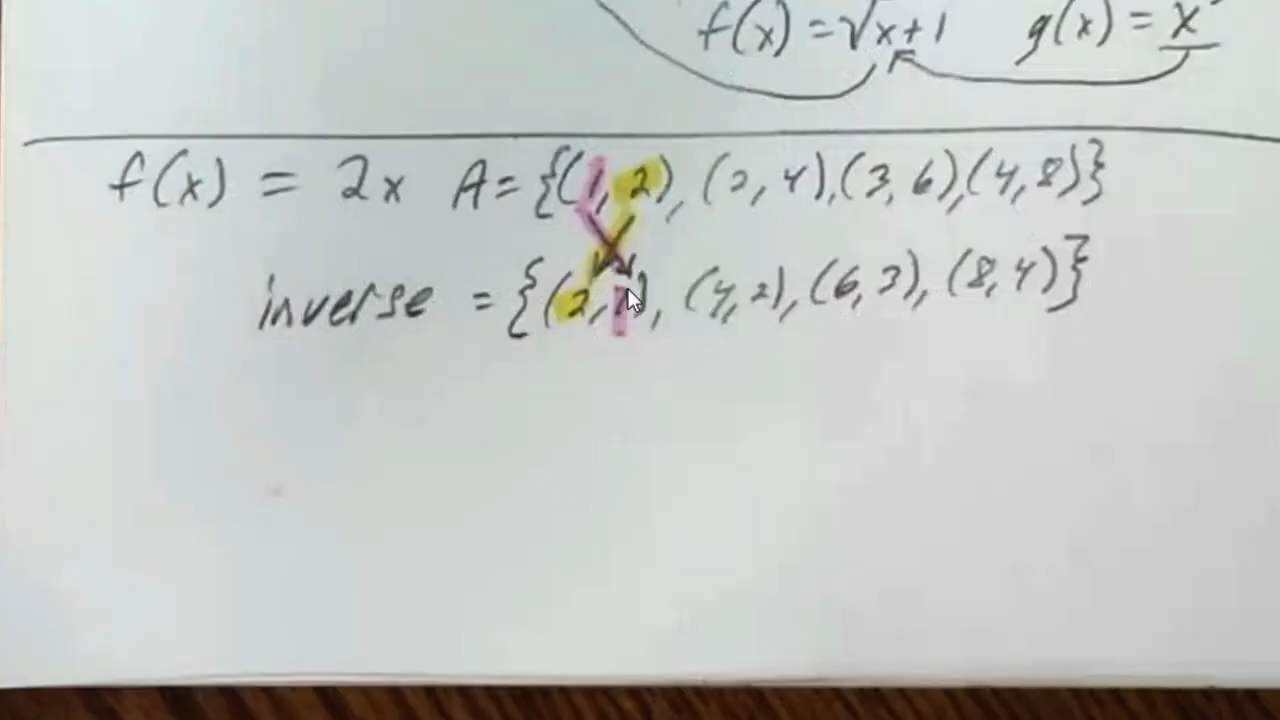 f(x) = √x+1 g(x) = x
f(x) = 2x A = {(1, 2), (2, 4), (3, 6), (4, 8)}
inverse = {(2, 1), (4, 2), (6, 3), (8, 4)}